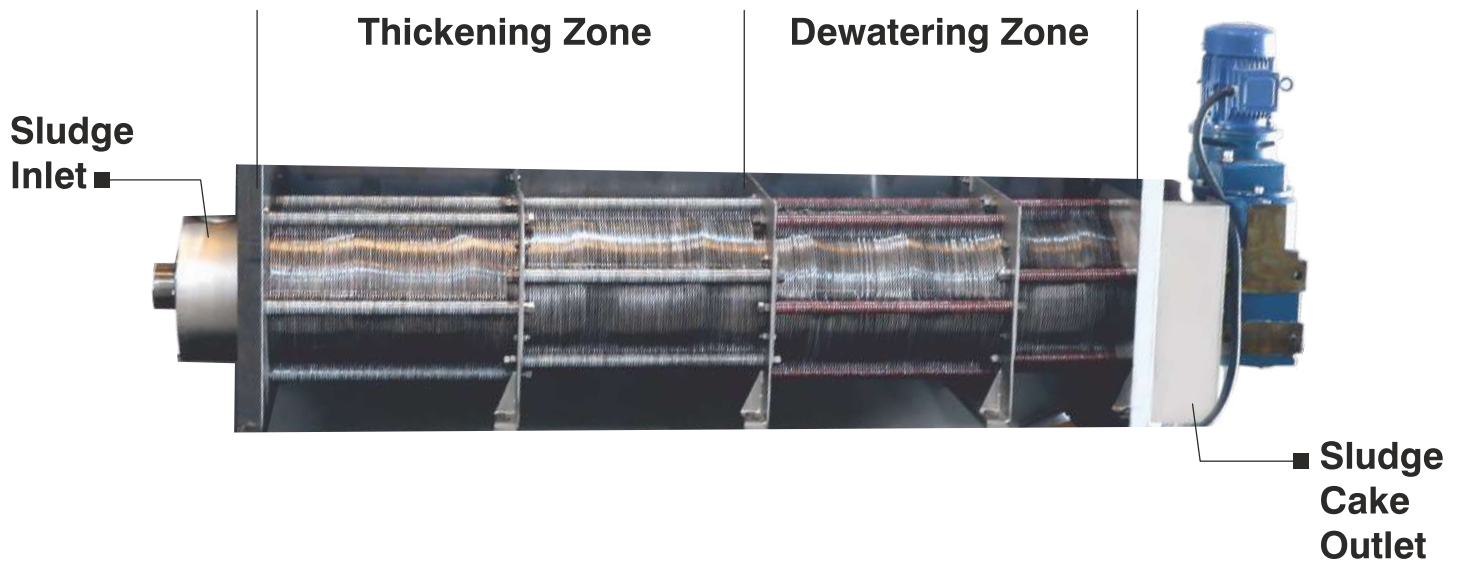 Thickening Zone
Dewatering Zone
Sludge
Inlet
Sludge
Cake
Outlet